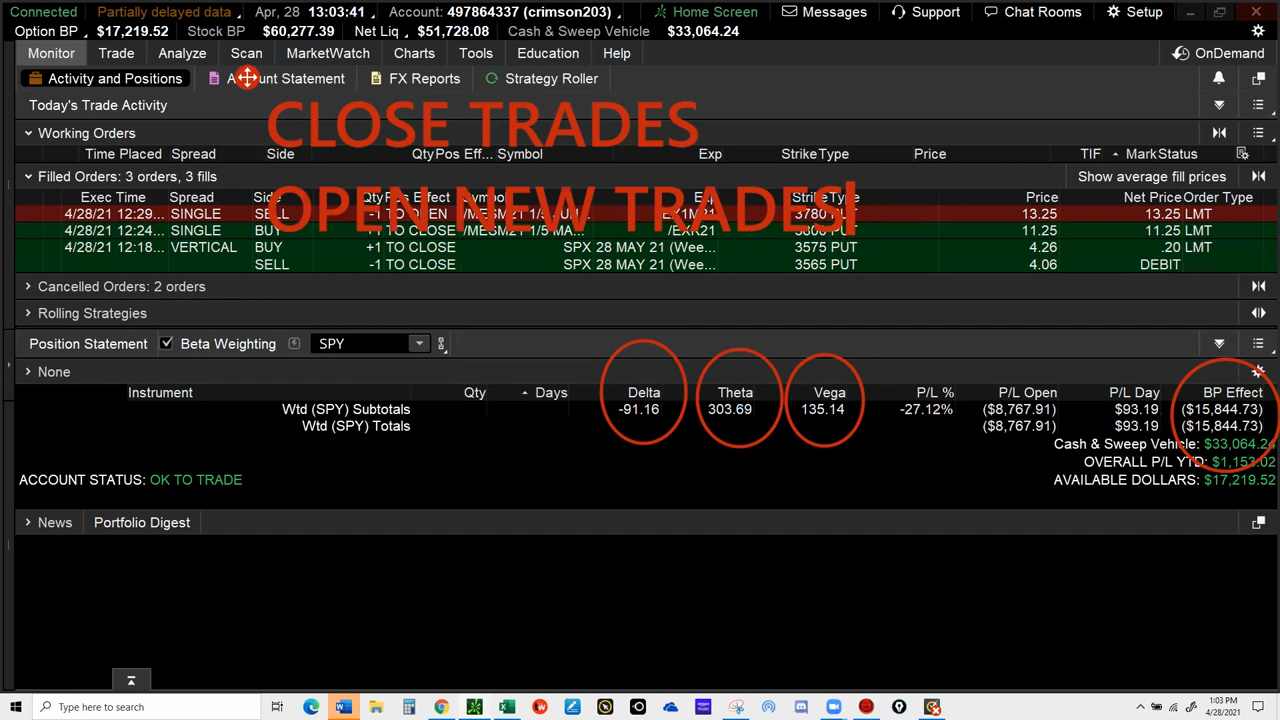 Connected Partially delayed data Apr, 28 13:03:41 Account: 497864337 (crimson203) Home Screen Messages Support Chat Rooms Setup
Option BP $17,219.52 Stock BP $60,277.39 Net Liq $51,728.08 Cash & Sweep Vehicle $33,064.24
Monitor Trade Analyze Scan MarketWatch Charts Tools Education Help OnDemand
Activity and Positions FX Reports Strategy Roller
Today's Trade Activity
CLOSE TRADES
Working Orders
Time Placed Spread Side Qty Pos Eff... Symbol Exp Strike Type Price TIF Mark Status
Filled Orders: 3 orders, 3 fills Show average fill prices
OPEN NEW TRADES
Exec Time Spread Price Net Price Order Type
4/28/21 12:29... SINGLE SELL -1 TO OPEN 3780 PUT 13.25 13.25 LMT
4/28/21 12:24... SINGLE BUY TO CLOSE PUT 11.25 11.25 LMT
4/28/21 12:18... VERTICAL BUY +1 TO CLOSE SPX 28 MAY 21 (Wee... 3575 PUT 4.26 .20 LMT
SELL -1 TO CLOSE SPX 28 MAY 21 (Wee... 3565 PUT 4.06 DEBIT
Cancelled Orders: 2 orders
Rolling Strategies
Position Statement Beta Weighting SPY
None
Instrument Qty Days Delta Theta Vega P/L % P/L Open P/L Day BP Effect
Wtd (SPY) Subtotals -91.16 303.69 135.14 -27.12% ($8,767.91) $93.19 ($15,844.73)
Wtd (SPY) Totals ($8,767.91) $93.19 ($15,844.73)
Cash & Sweep Vehicle: $33,064.24
OVERALL P/L YTD: $1,153.02
ACCOUNT STATUS: OK TO TRADE AVAILABLE DOLLARS: $17,219.52
News Portfolio Digest
Type here to search
1:03 PM
4/28/2021